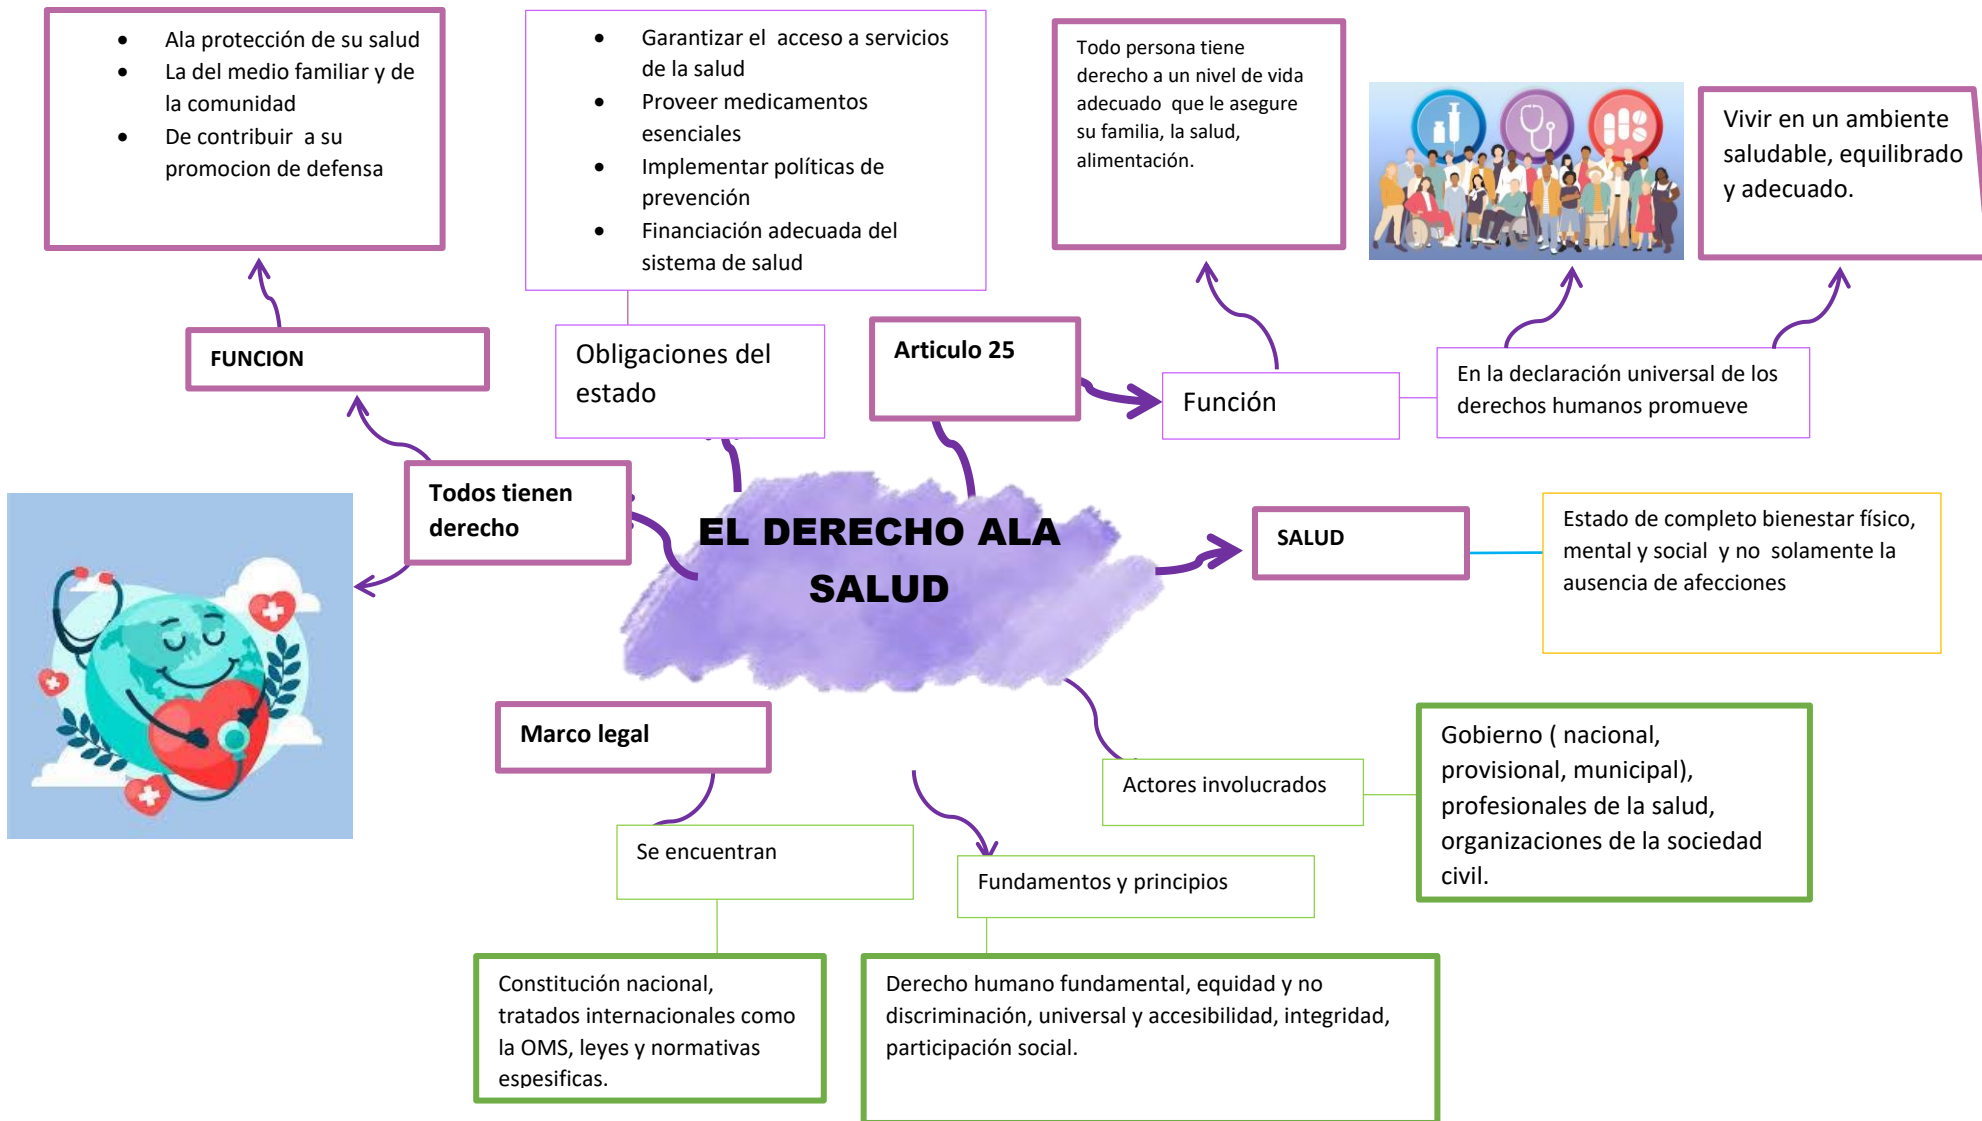 Ala protección de su salud
La del medio familiar y de
la comunidad
De contribuir a su
promocion de defensa
Garantizar el acceso a servicios
de la salud
Proveer medicamentos
esenciales
Implementar políticas de
prevención
Financiación adecuada del
sistema de salud
Todo persona tiene
derecho a un nivel de vida
adecuado que le asegure
su familia, la salud,
alimentación.
Vivir en un ambiente
saludable, equilibrado
y adecuado.
FUNCION
Obligaciones del
estado
Articulo 25
Función
En la declaración universal de los
derechos humanos promueve
Todos tienen
derecho
EL DERECHO ALA
SALUD
SALUD
Estado de completo bienestar físico,
mental y social y no solamente la
ausencia de afecciones
Marco legal
Actores involucrados
Gobierno ( nacional,
provisional, municipal),
profesionales de la salud,
organizaciones de la sociedad
civil.
Se encuentran
Fundamentos y principios
Constitución nacional,
tratados internacionales como
la OMS, leyes y normativas
espesificas.
Derecho humano fundamental, equidad y no
discriminación, universal y accesibilidad, integridad,
participación social.